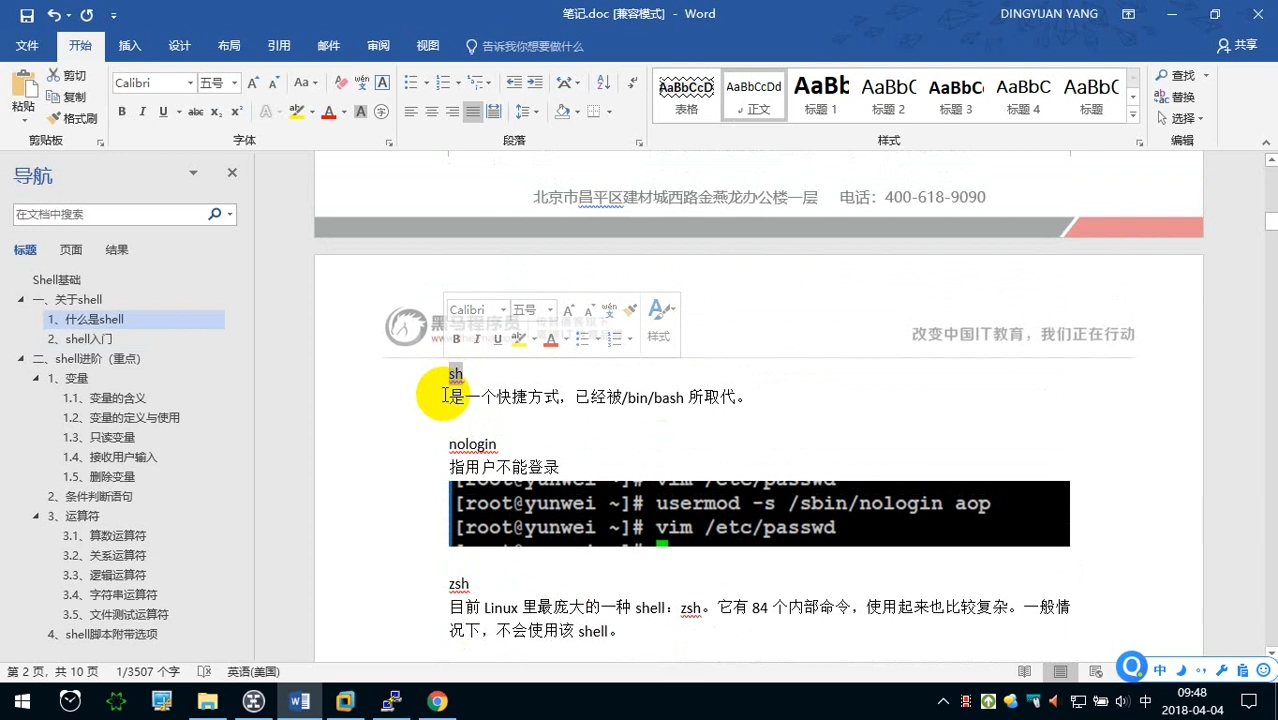 笔记.doc [兼容模式] - Word
DINGYUAN YANG
文件
开始
插入
设计
布局
引用
邮件
审阅
视图
告诉我你想要做什么
共享
粘贴
剪切
复制
格式刷
剪贴板
Calibri
五号
字体
段落
AaBbCcD
表格
AaBbCcDd
正文
AaBb
标题 1
AaBbC
标题 2
AaBbC
标题 3
AaBbC
标题 4
AaBbC
标题
样式
查找
替换
选择
编辑
导航
在文档中搜索
标题 页面 结果
Shell基础
一、关于shell
1、什么是shell
2、shell入门
二、shell进阶（重点）
1、变量
1.1、变量的含义
1.2、变量的定义与使用
1.3、只读变量
1.4、接收用户输入
1.5、删除变量
2、条件判断语句
3、运算符
3.1、算数运算符
3.2、关系运算符
3.3、逻辑运算符
3.4、字符串运算符
3.5、文件测试运算符
4、shell脚本附带选项
北京市昌平区建材城西路金燕龙办公楼一层 电话：400-618-9090
Calibri 五号
样式
黑马程序员
改变中国IT教育，我们正在行动
sh
是一个快捷方式，已经被/bin/bash 所取代。
nologin
指用户不能登录
[root@yunwei ~]# vim /etc/passwd
[root@yunwei ~]# usermod -s /sbin/nologin aop
[root@yunwei ~]# vim /etc/passwd
zsh
目前 Linux 里最庞大的一种 shell：zsh。它有 84 个内部命令，使用起来也比较复杂。一般情
况下，不会使用该 shell。
第 2 页，共 10 页 1/3507 个字 英语(美国)
中
中
09:48
2018-04-04